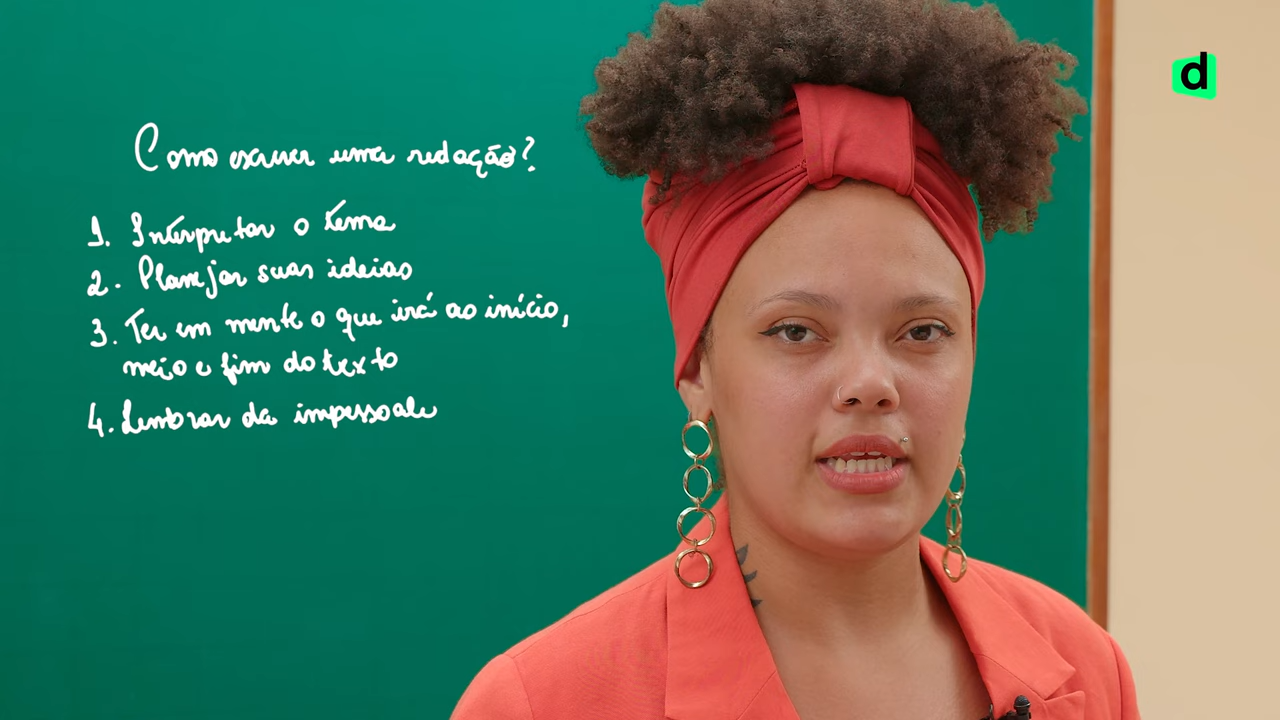 Como escrever uma redação?
1. Interpretar o tema
2. Planejar suas ideias
3. Ter em mente o que irá ao início,
meio e fim do texto
4. Lembrar da impessoale
d